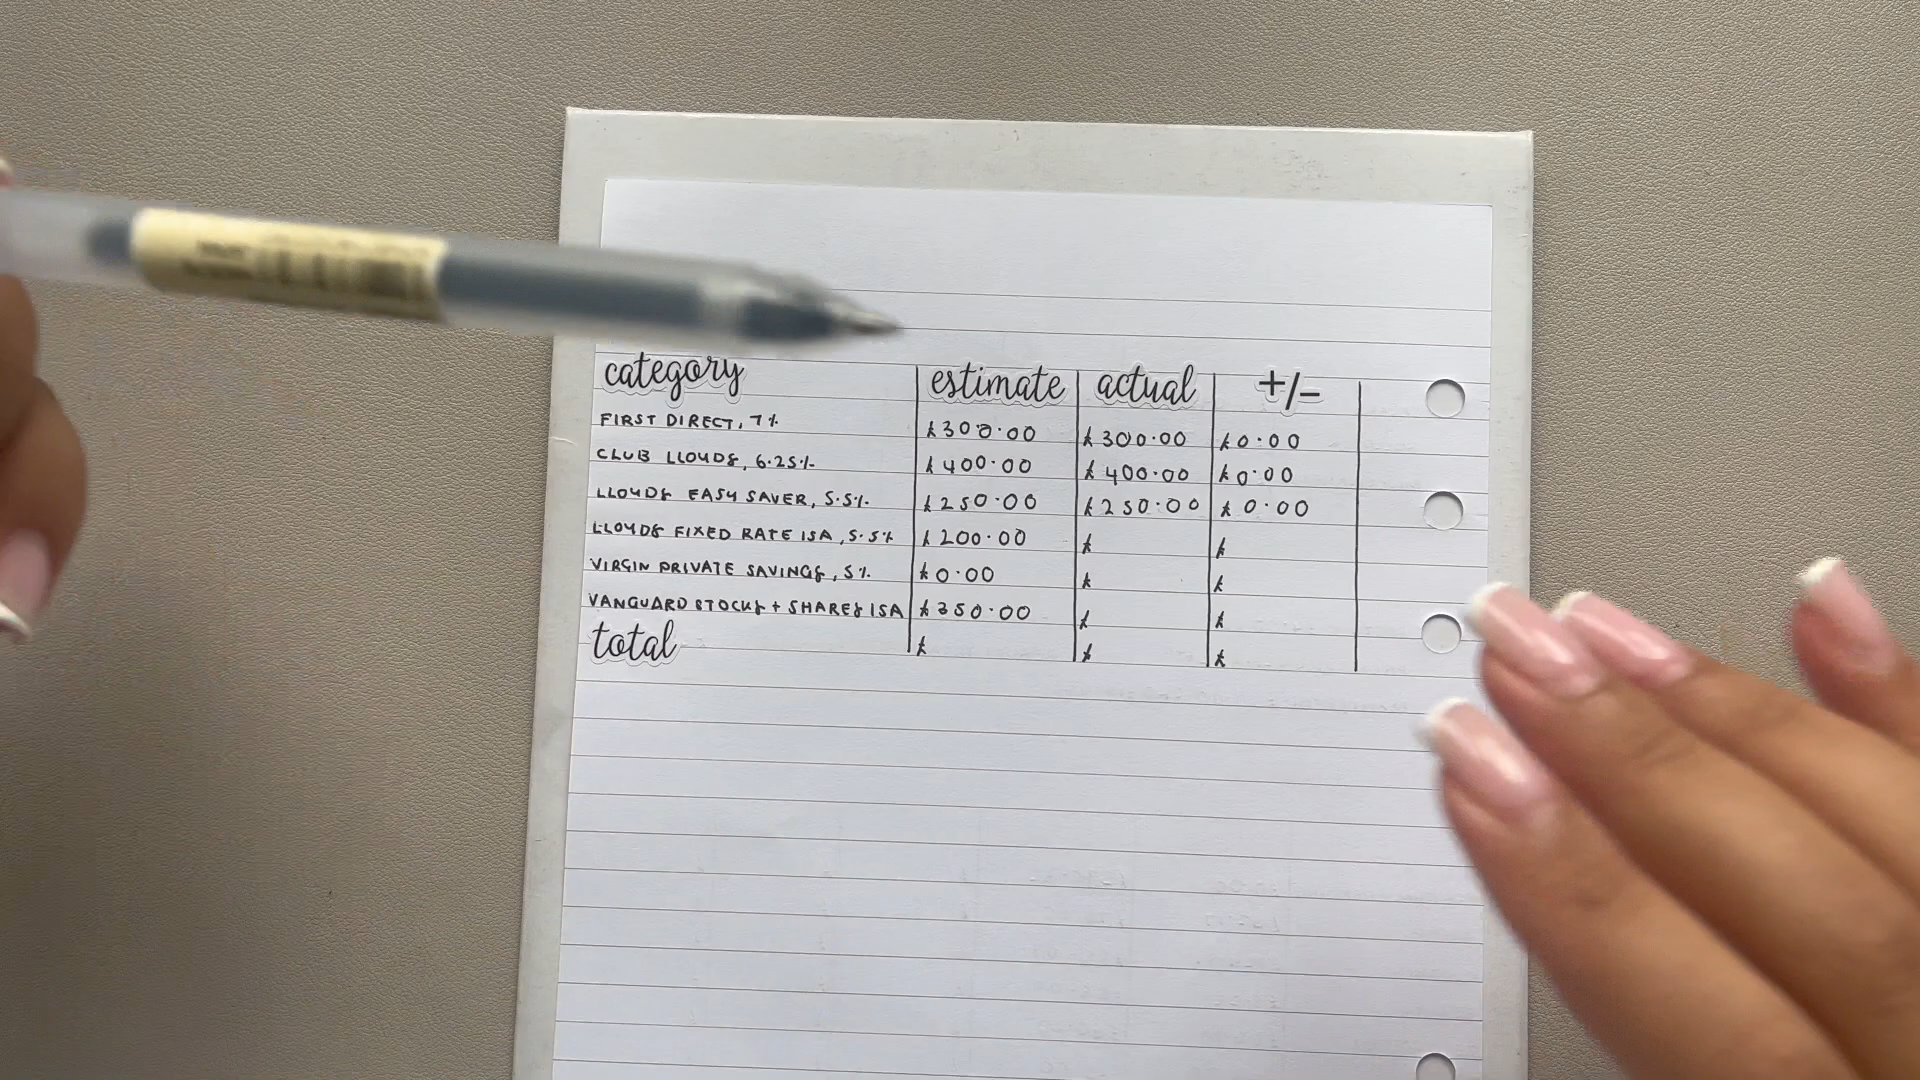 category estimate actual +/-
FIRST DIRECT, 7% £300.00 £300.00 £0.00
CLUB LLOYDS, 6.25% £400.00 £400.00 £0.00
LLOYDS EASY SAVER, 5.5% £250.00 £250.00 £0.00
LLOYDS FIXED RATE ISA, 5.5% £200.00 £ £
VIRGIN PRIVATE SAVINGS, 5% £0.00 £ £
VANGUARD STOCKS + SHARES ISA £350.00 £ £
total £ £ £